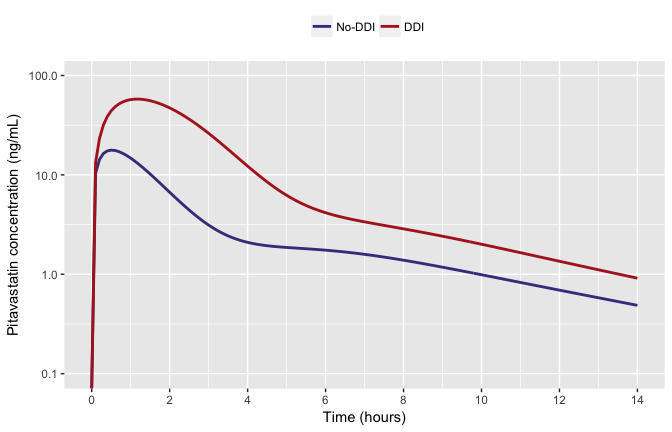 No-DDI DDI
Pitavastatin concentration (ng/mL)
100.0
10.0
1.0
0.1
0 2 4 6 8 10 12 14
Time (hours)